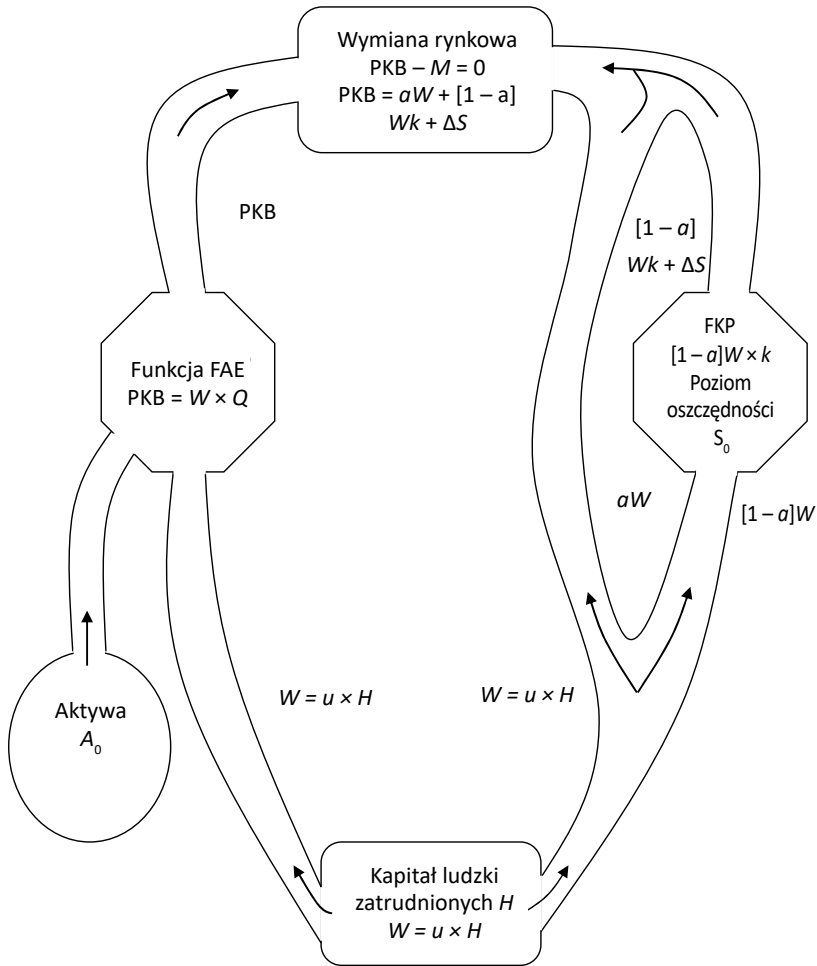 Wymiana rynkowa
PKB – M = 0
PKB = aW + [1 – a]
Wk + ΔS
PKB
[1 – a]
Wk + ΔS
Funkcja FAE
PKB = W × Q
FKP
[1 – a]W × k
Poziom
oszczędności
S₀
aW
[1 – a]W
Aktywa
A₀
W = u × H
W = u × H
Kapitał ludzki
zatrudnionych H
W = u × H